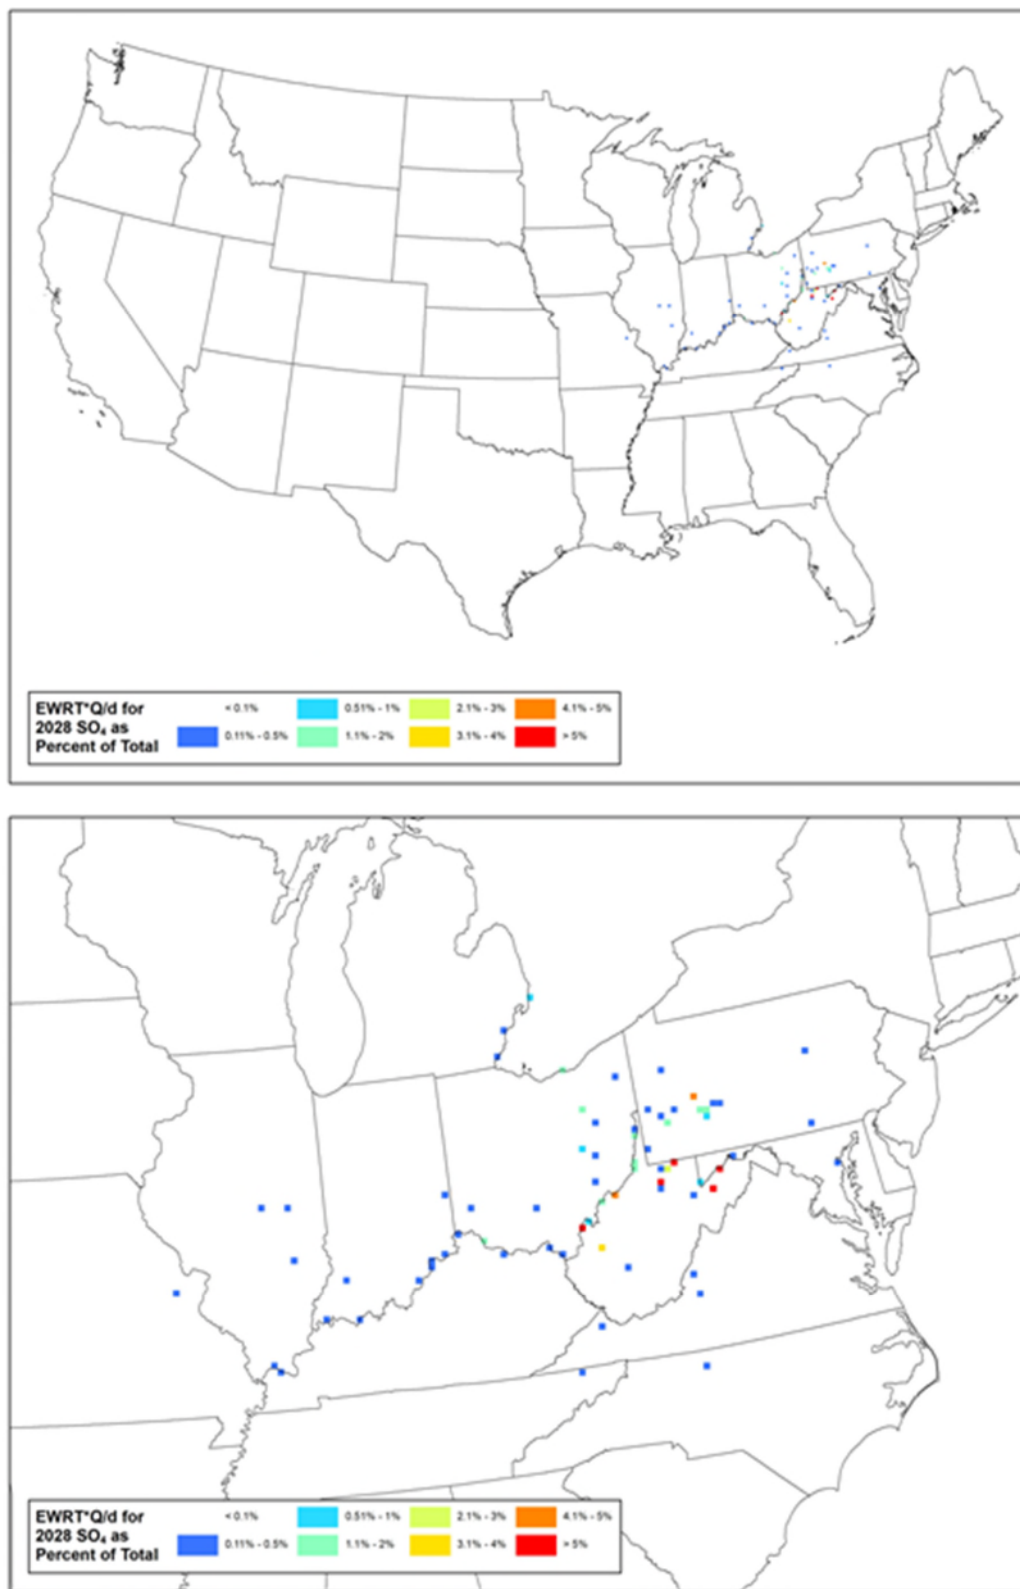 EWRT*Q/d for
2028 SO₄ as
Percent of Total
< 0.1% 0.51% - 1% 2.1% - 3% 4.1% - 5%
0.11% - 0.5% 1.1% - 2% 3.1% - 4% > 5%
EWRT*Q/d for
2028 SO₄ as
Percent of Total
< 0.1% 0.51% - 1% 2.1% - 3% 4.1% - 5%
0.11% - 0.5% 1.1% - 2% 3.1% - 4% > 5%